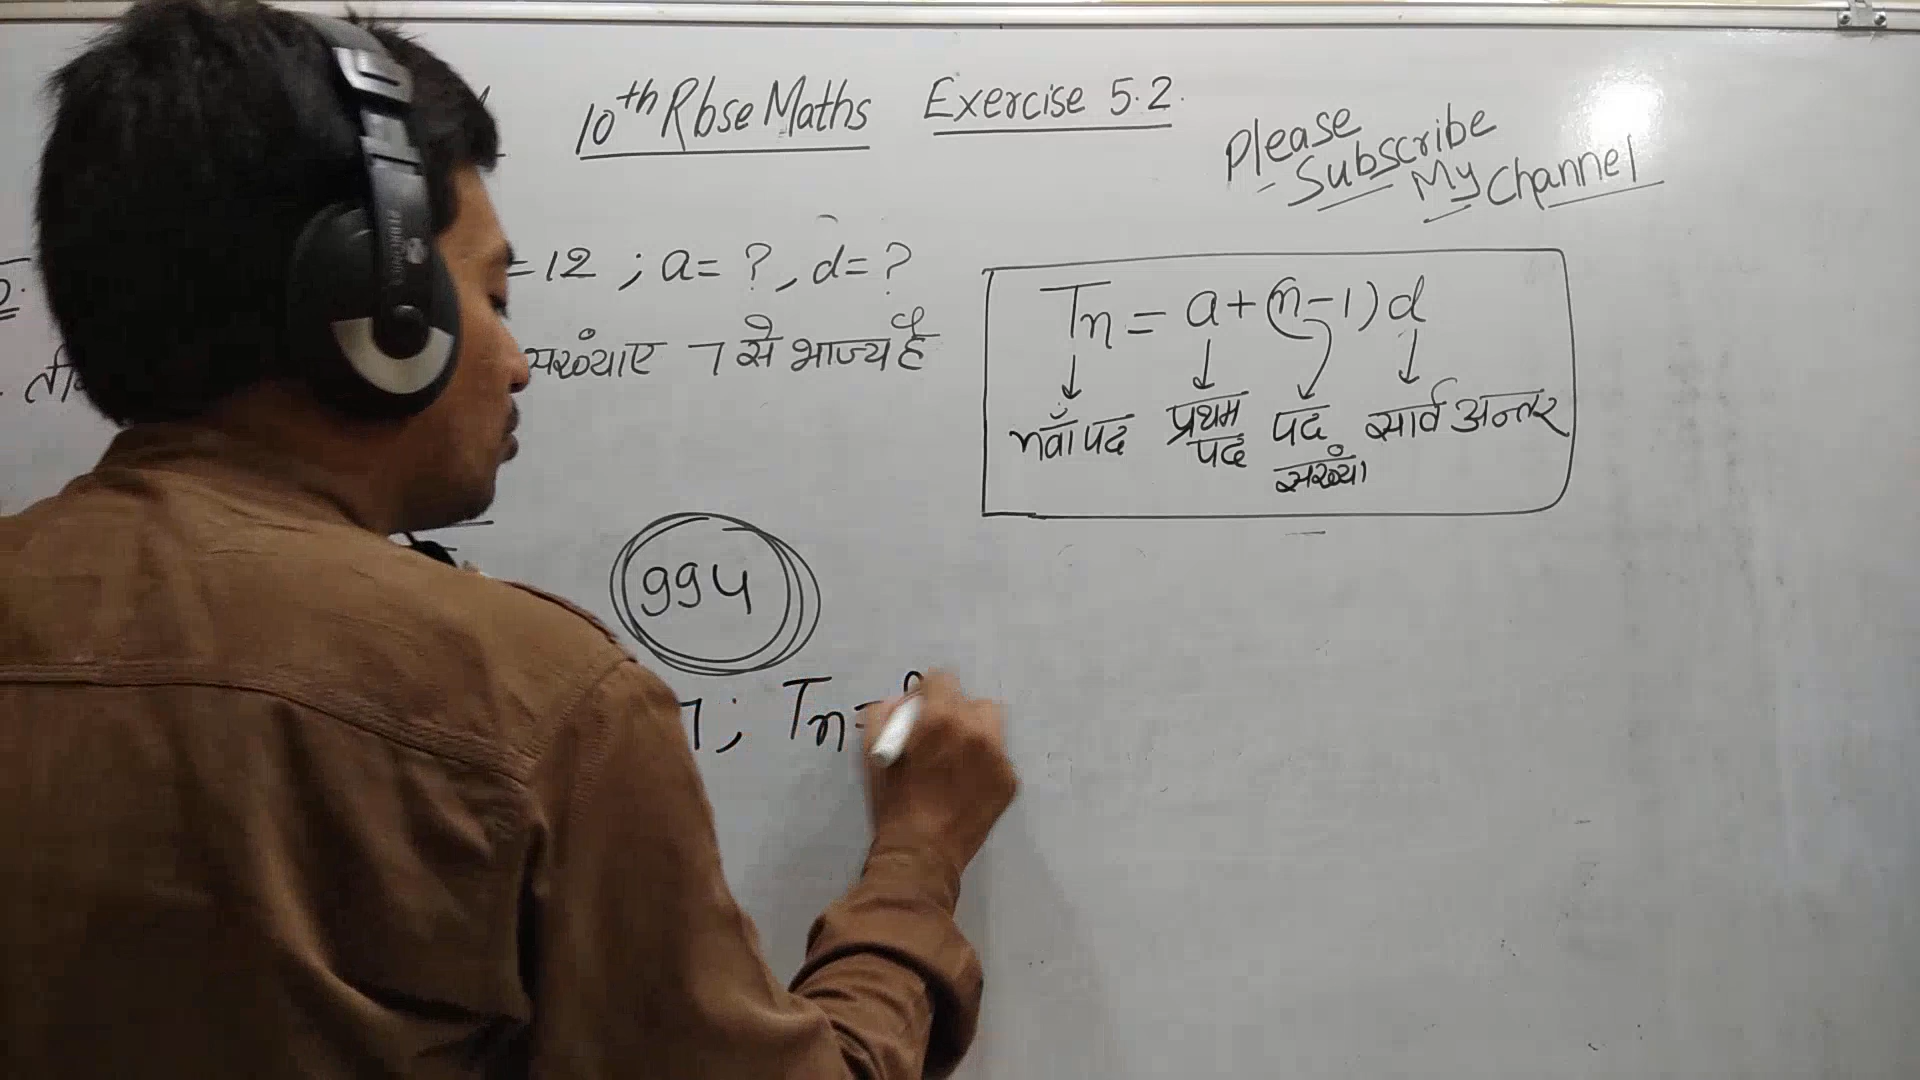 10th Rbse Maths Exercise 5.2.
Please
Subscribe
My Channel
=12 ; a= ? , d= ?
संख्याए 7 से भाज्य है
Tn = a+(n-1)d
nवाँ पद प्रथम पद सार्व अन्तर
पद संख्या
994
7; Tn=